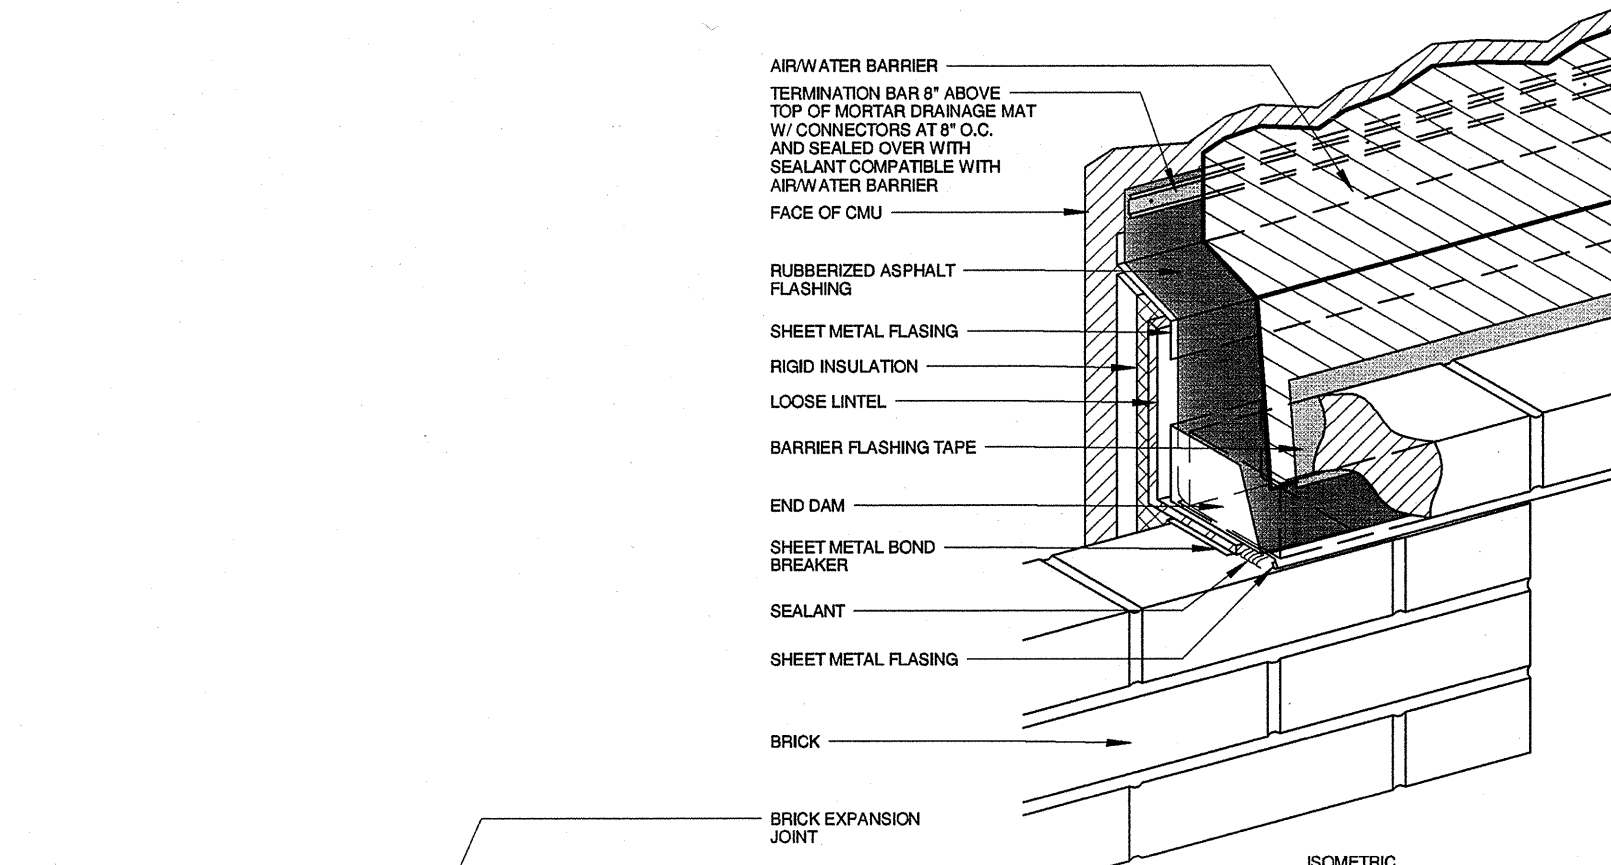 AIR/WATER BARRIER
TERMINATION BAR 8" ABOVE
TOP OF MORTAR DRAINAGE MAT
W/ CONNECTORS AT 8" O.C.
AND SEALED OVER WITH
SEALANT COMPATIBLE WITH
AIR/WATER BARRIER
FACE OF CMU
RUBBERIZED ASPHALT
FLASHING
SHEET METAL FLASING
RIGID INSULATION
LOOSE LINTEL
BARRIER FLASHING TAPE
END DAM
SHEET METAL BOND
BREAKER
SEALANT
SHEET METAL FLASING
BRICK
BRICK EXPANSION
JOINT
ISOMETRIC